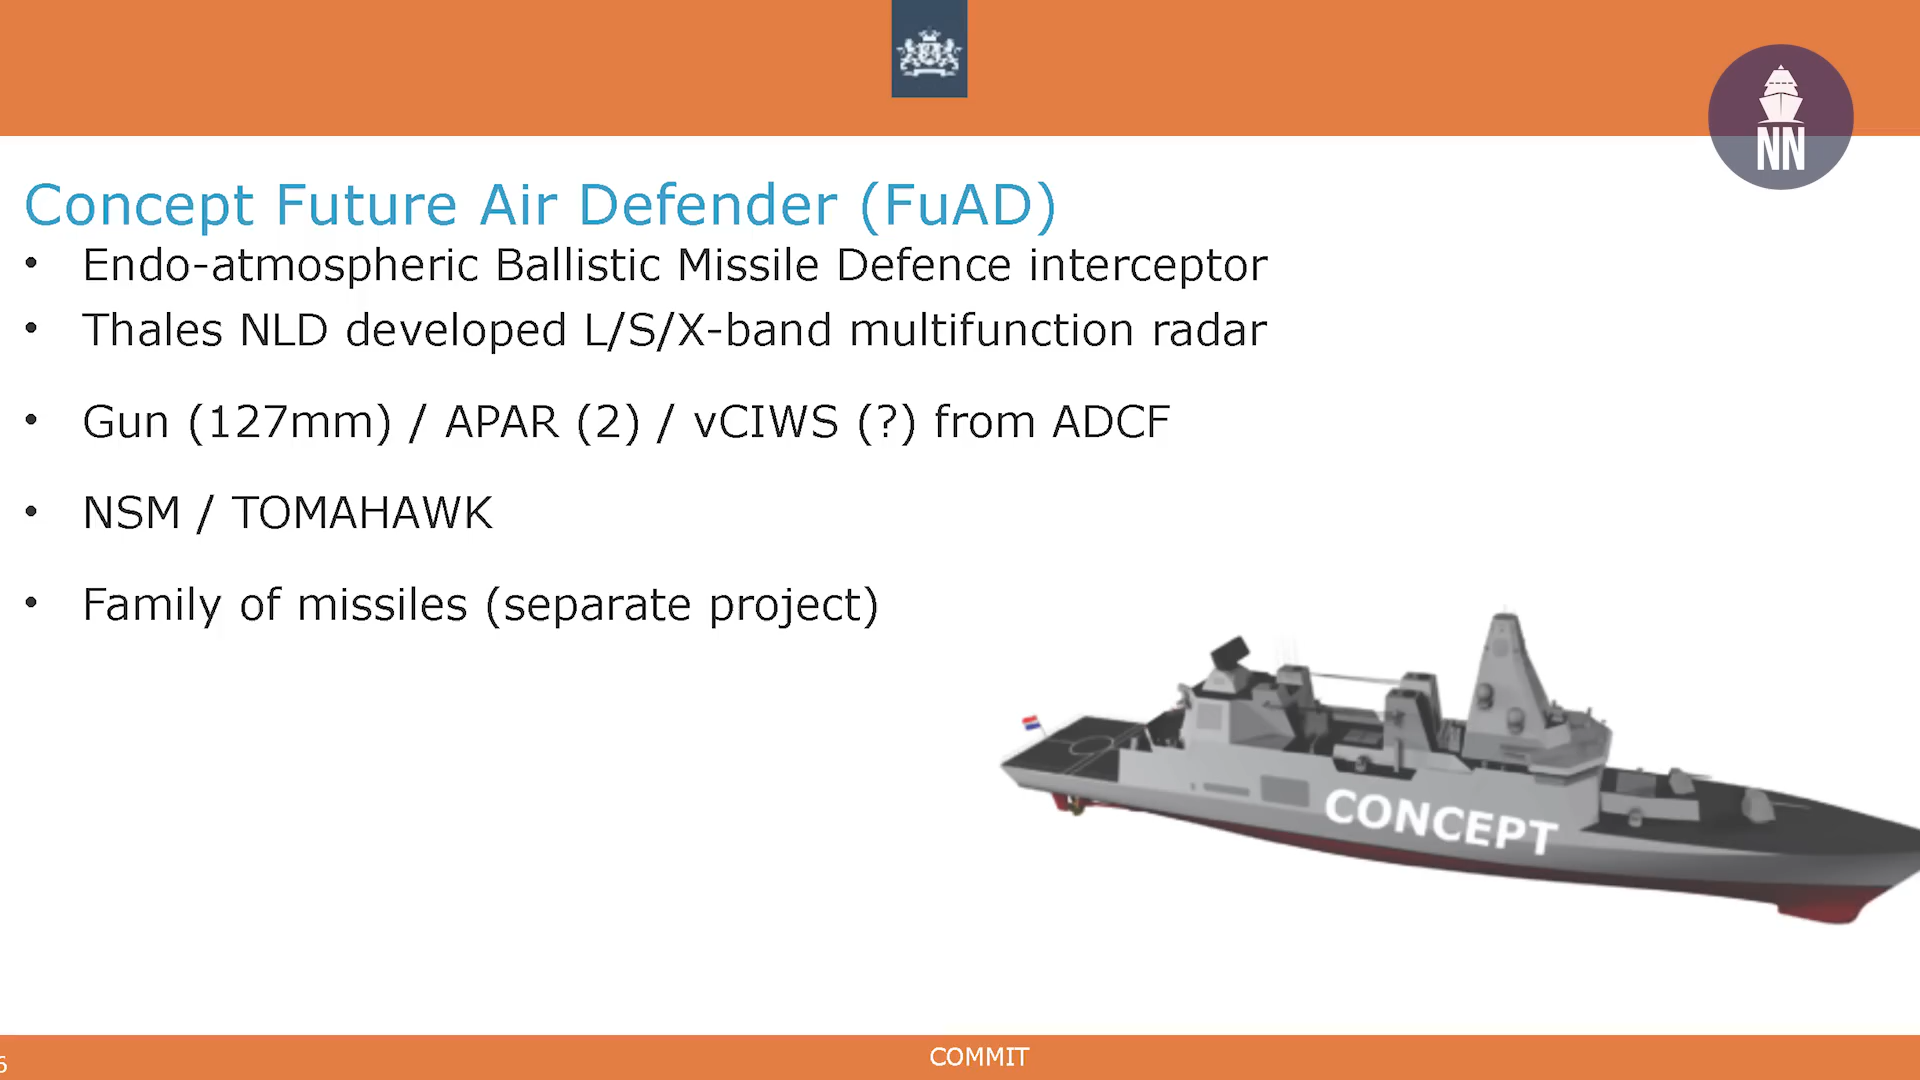 NN
Concept Future Air Defender (FuAD)
• Endo-atmospheric Ballistic Missile Defence interceptor
• Thales NLD developed L/S/X-band multifunction radar
• Gun (127mm) / APAR (2) / vCIWS (?) from ADCF
• NSM / TOMAHAWK
• Family of missiles (separate project)
CONCEPT
6
COMMIT